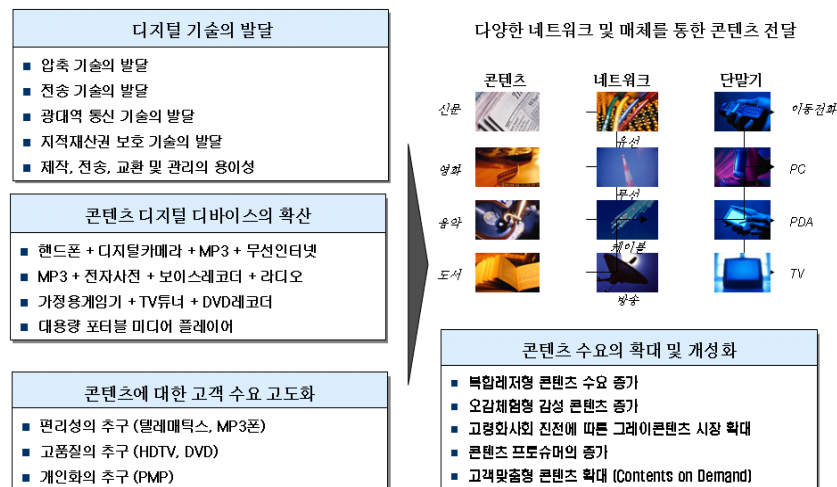 디지털 기술의 발달
■ 압축 기술의 발달
■ 전송 기술의 발달
■ 광대역 통신 기술의 발달
■ 지적재산권 보호 기술의 발달
■ 제작, 전송, 교환 및 관리의 용이성
콘텐츠 디지털 디바이스의 확산
■ 핸드폰 + 디지털카메라 + MP3 + 무선인터넷
■ MP3 + 전자사전 + 보이스레코더 + 라디오
■ 가정용게임기 + TV튜너 + DVD레코더
■ 대용량 포터블 미디어 플레이어
콘텐츠에 대한 고객 수요 고도화
■ 편리성의 추구 (텔레매틱스, MP3폰)
■ 고품질의 추구 (HDTV, DVD)
■ 개인화의 추구 (PMP)
다양한 네트워크 및 매체를 통한 콘텐츠 전달
콘텐츠 네트워크 단말기
신문 이동전화
유선
영화 PC
무선
음악 PDA
케이블
도서 TV
방송
콘텐츠 수요의 확대 및 개성화
■ 복합레저형 콘텐츠 수요 증가
■ 오감체험형 감성 콘텐츠 증가
■ 고령화사회 진전에 따른 그레이콘텐츠 시장 확대
■ 콘텐츠 프로슈머의 증가
■ 고객맞춤형 콘텐츠 확대 (Contents on Demand)